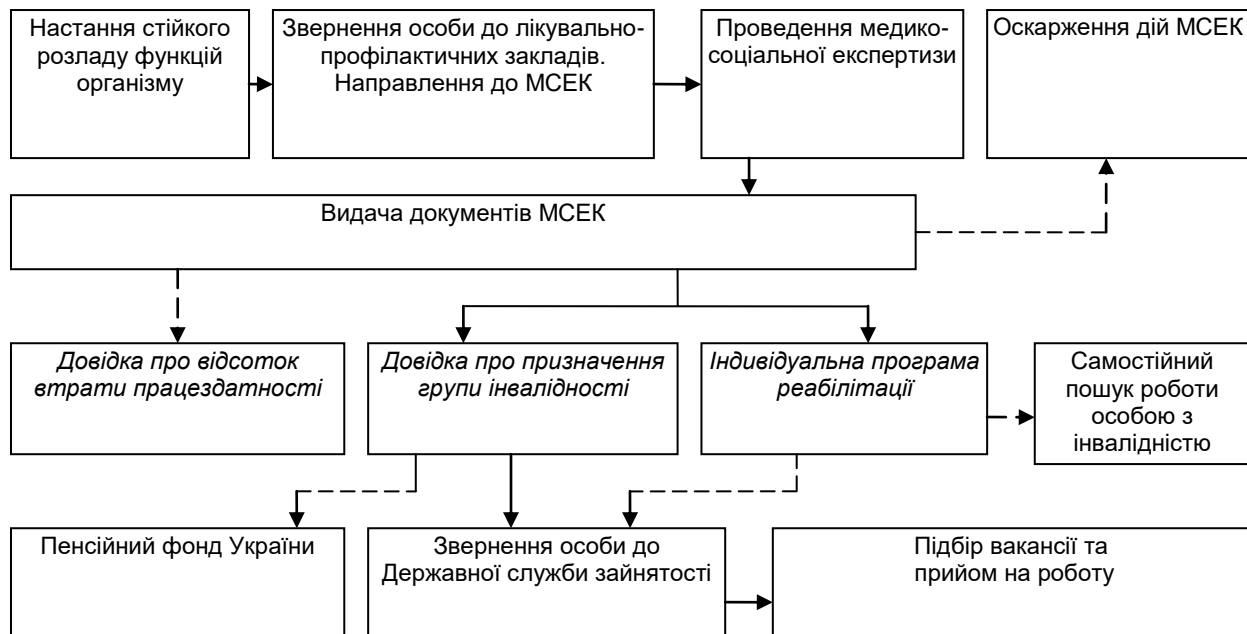 Настання стійкого
розладу функцій
організму
Звернення особи до лікувально-
профілактичних закладів.
Направлення до МСЕК
Проведення медико-
соціальної експертизи
Оскарження дій МСЕК
Видача документів МСЕК
Довідка про відсоток
втрати працездатності
Довідка про призначення
групи інвалідності
Індивідуальна програма
реабілітації
Самостійний
пошук роботи
особою з
інвалідністю
Пенсійний фонд України
Звернення особи до
Державної служби зайнятості
Підбір вакансії та
прийом на роботу